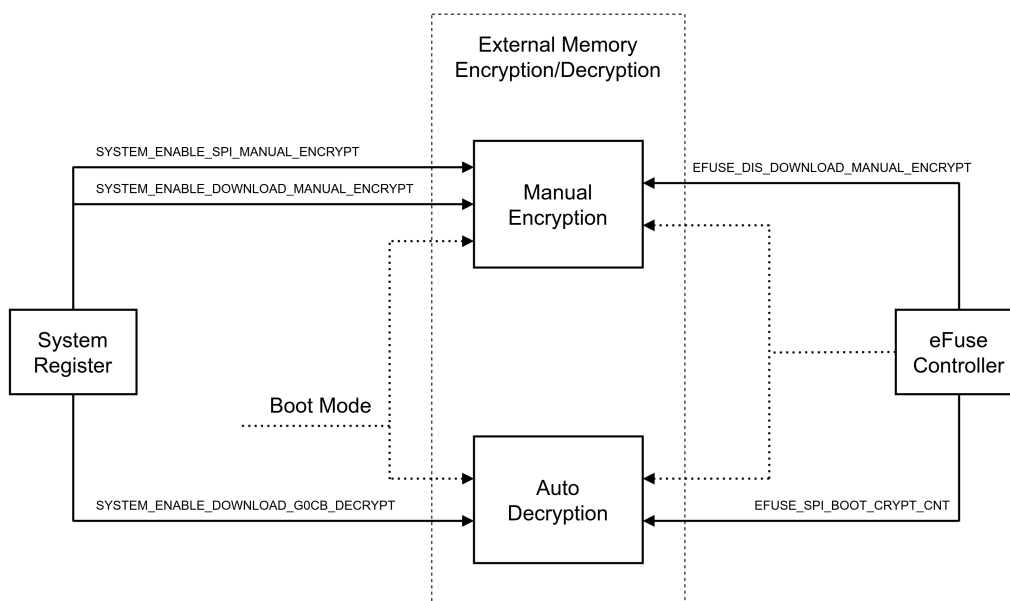 External Memory
Encryption/Decryption
SYSTEM_ENABLE_SPI_MANUAL_ENCRYPT
SYSTEM_ENABLE_DOWNLOAD_MANUAL_ENCRYPT
Manual
Encryption
EFUSE_DIS_DOWNLOAD_MANUAL_ENCRYPT
System
Register
eFuse
Controller
Boot Mode
SYSTEM_ENABLE_DOWNLOAD_G0CB_DECRYPT
Auto
Decryption
EFUSE_SPI_BOOT_CRYPT_CNT